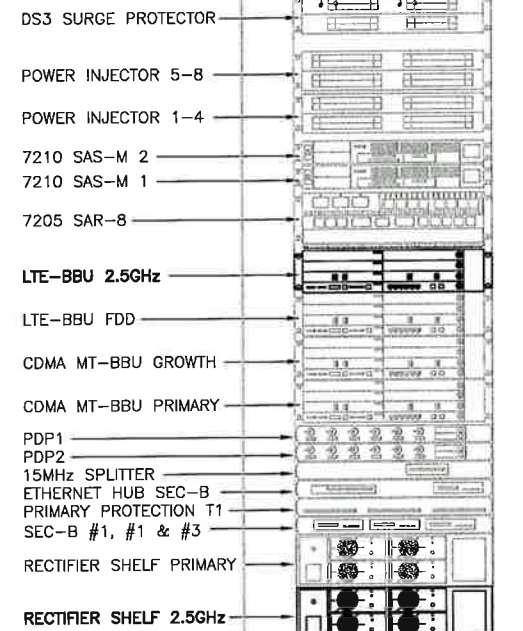 DS3 SURGE PROTECTOR
POWER INJECTOR 5-8
POWER INJECTOR 1-4
7210 SAS-M 2
7210 SAS-M 1
7205 SAR-8
LTE-BBU 2.5GHz
LTE-BBU FDD
CDMA MT-BBU GROWTH
CDMA MT-BBU PRIMARY
PDP1
PDP2
15MHz SPLITTER
ETHERNET HUB SEC-B
PRIMARY PROTECTION T1
SEC-B #1, #1 & #3
RECTIFIER SHELF PRIMARY
RECTIFIER SHELF 2.5GHz